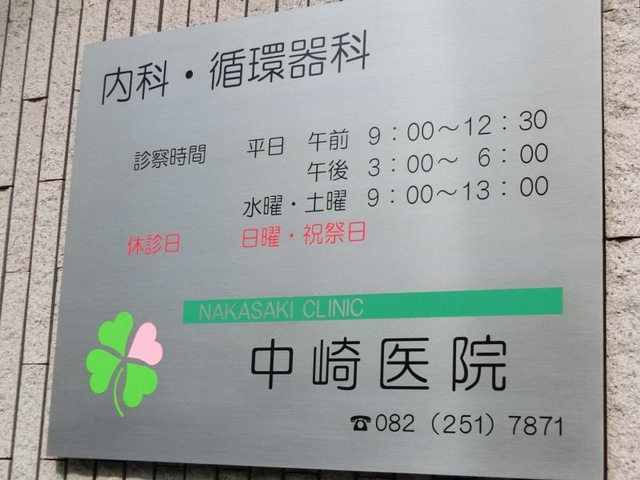 内科・循環器科
診察時間 平日 午前 9：00～12：30
午後 3：00～ 6：00
水曜・土曜 9：00～13：00
休診日 日曜・祝祭日
NAKASAKI CLINIC
中崎医院
☎082（251）7871